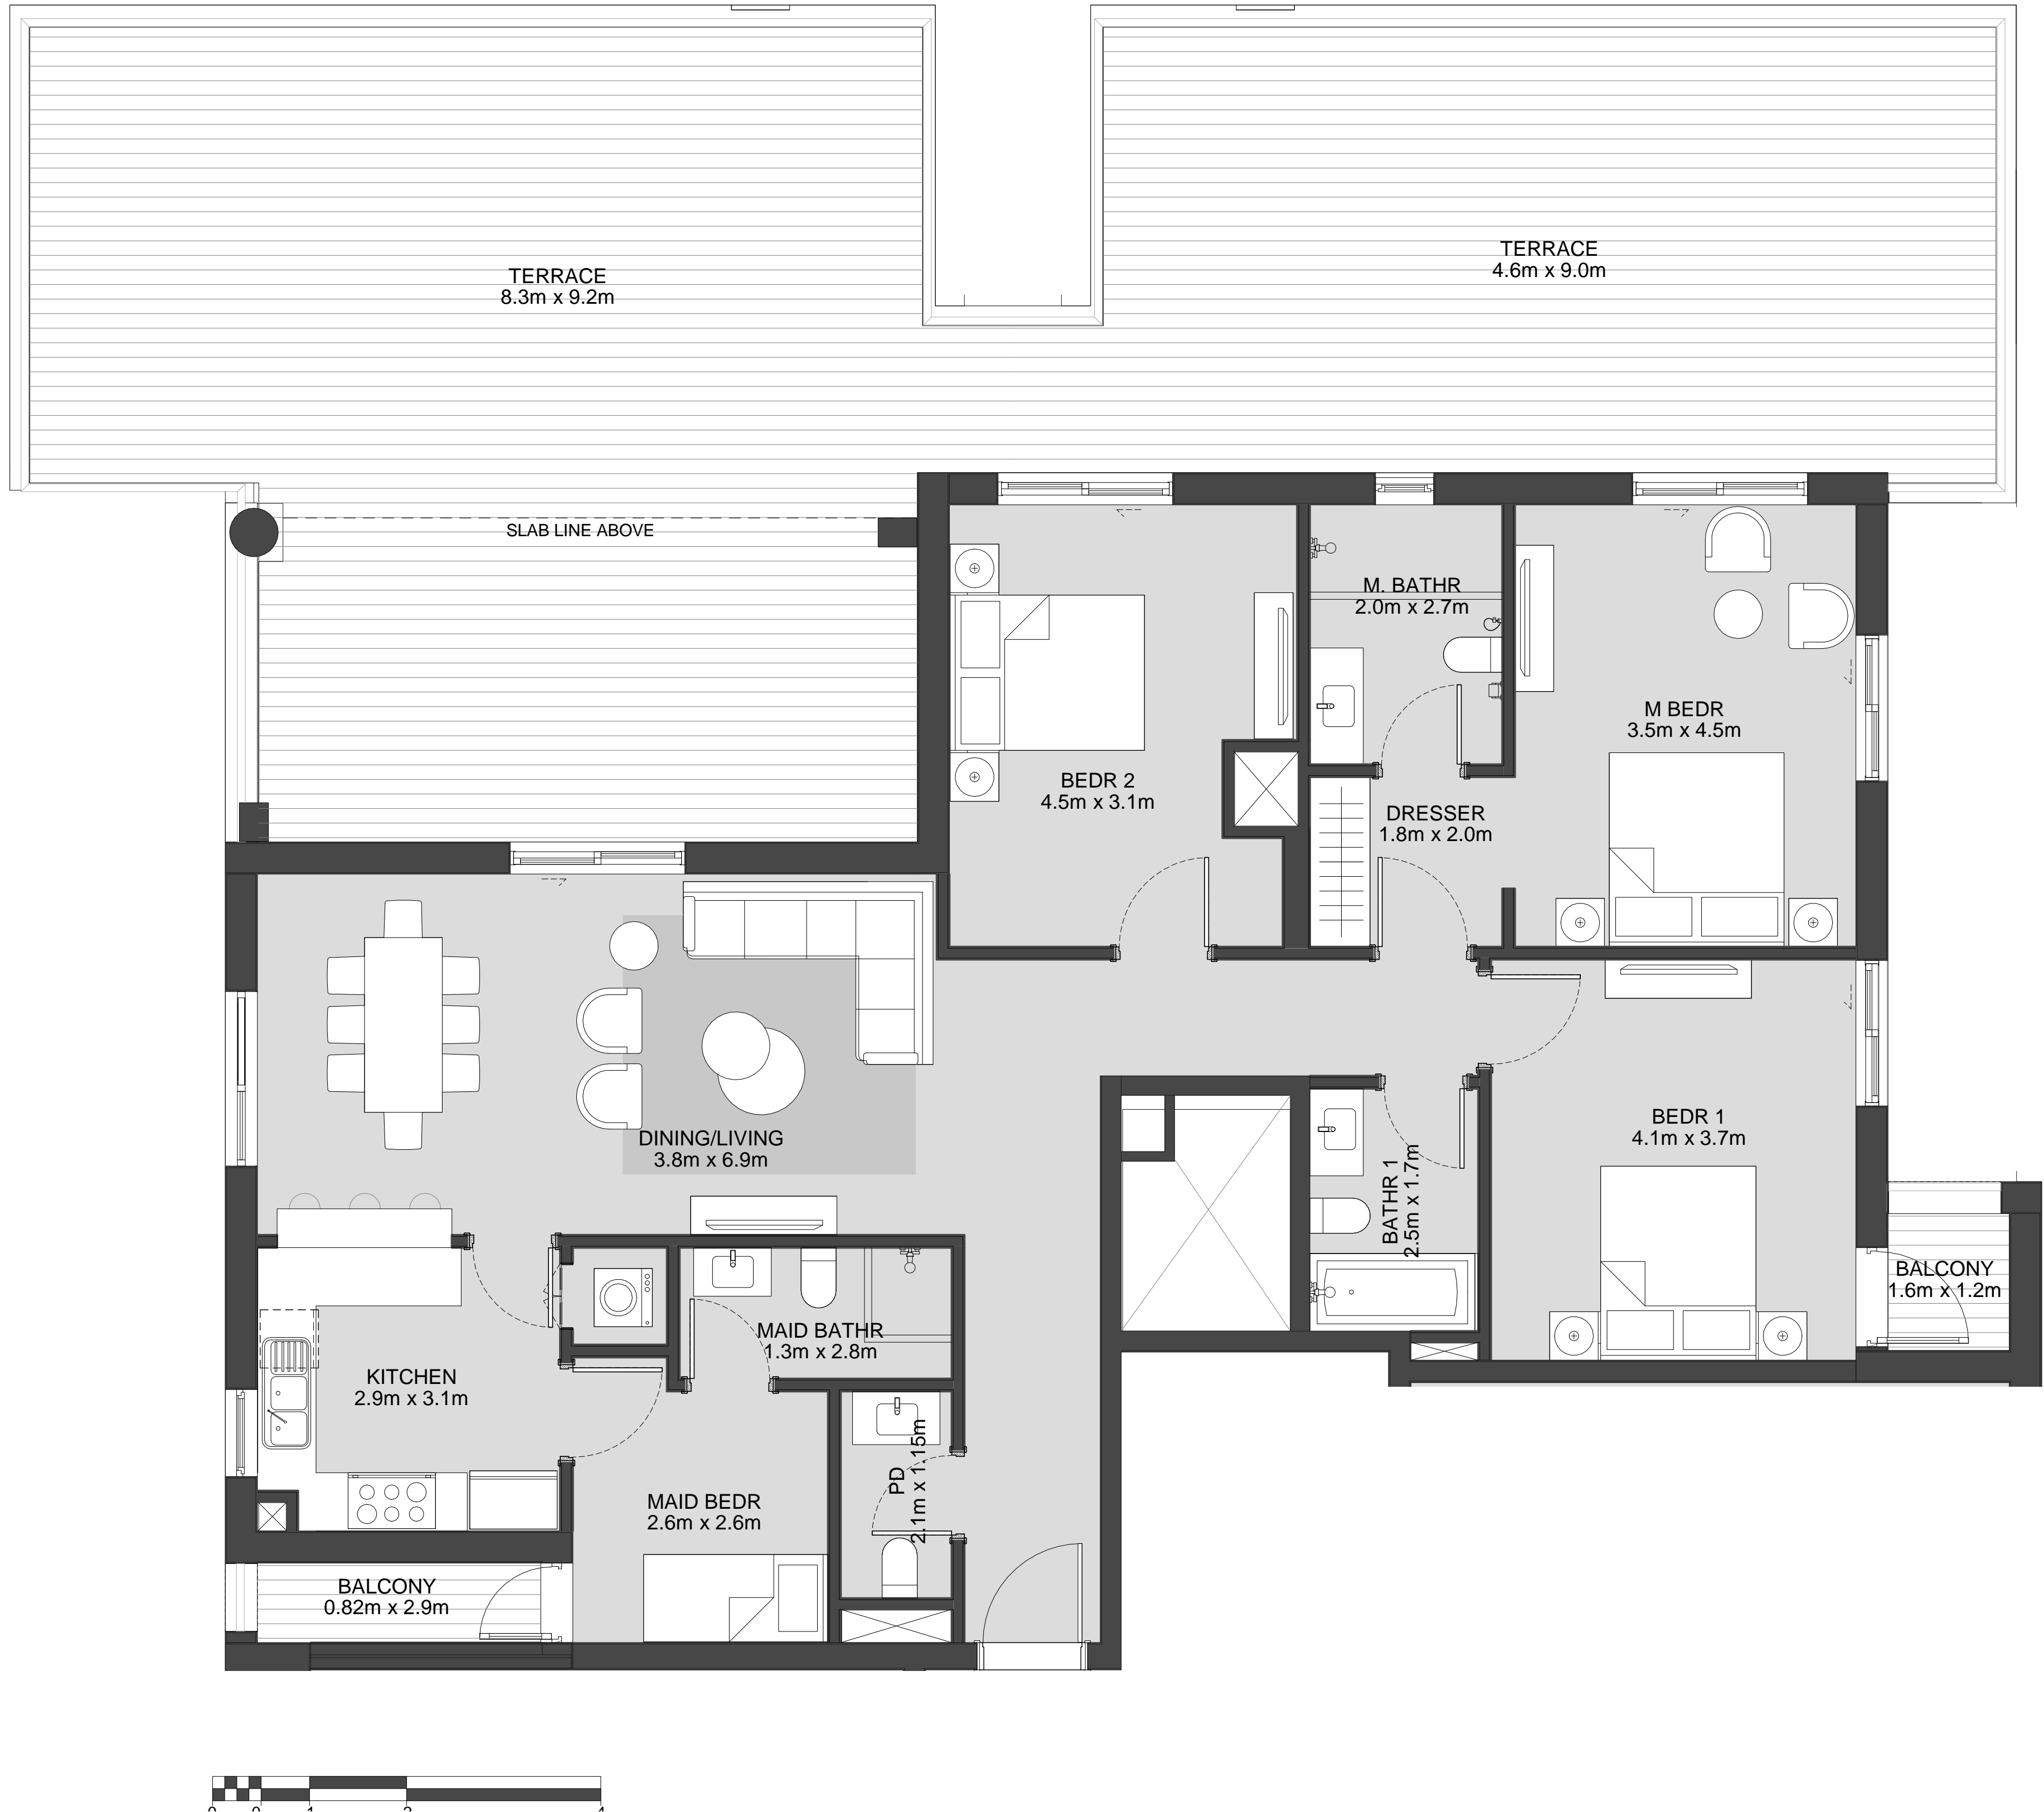 TERRACE
8.3m x 9.2m
TERRACE
4.6m x 9.0m
SLAB LINE ABOVE
M. BATHR
2.0m x 2.7m
M BEDR
3.5m x 4.5m
BEDR 2
4.5m x 3.1m
DRESSER
1.8m x 2.0m
DINING/LIVING
3.8m x 6.9m
BEDR 1
4.1m x 3.7m
BATHR 1
2.5m x 1.7m
BALCONY
1.6m x 1.2m
MAID BATHR
1.3m x 2.8m
KITCHEN
2.9m x 3.1m
PD
2.1m x 1.15m
MAID BEDR
2.6m x 2.6m
BALCONY
0.82m x 2.9m